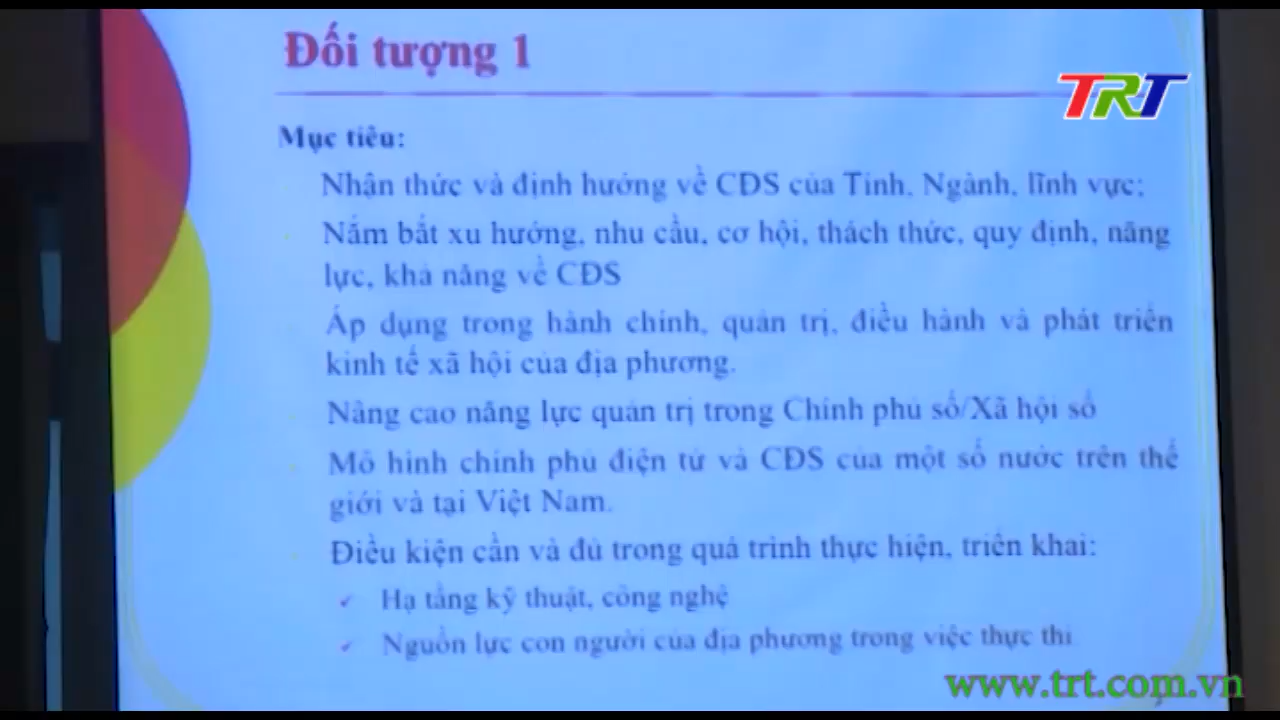 Đối tượng 1
TRT
Mục tiêu:
Nhận thức và định hướng về CĐS của Tỉnh, Ngành, lĩnh vực;
Nắm bắt xu hướng, nhu cầu, cơ hội, thách thức, quy định, năng
lực, khả năng về CĐS
Áp dụng trong hành chính, quản trị, điều hành và phát triển
kinh tế xã hội của địa phương.
Nâng cao năng lực quản trị trong Chính phủ số/Xã hội số
Mô hình chính phủ điện tử và CĐS của một số nước trên thế
giới và tại Việt Nam.
Điều kiện cần và đủ trong quá trình thực hiện, triển khai:
✓ Hạ tầng kỹ thuật, công nghệ
✓ Nguồn lực con người của địa phương trong việc thực thi
www.trt.com.vn